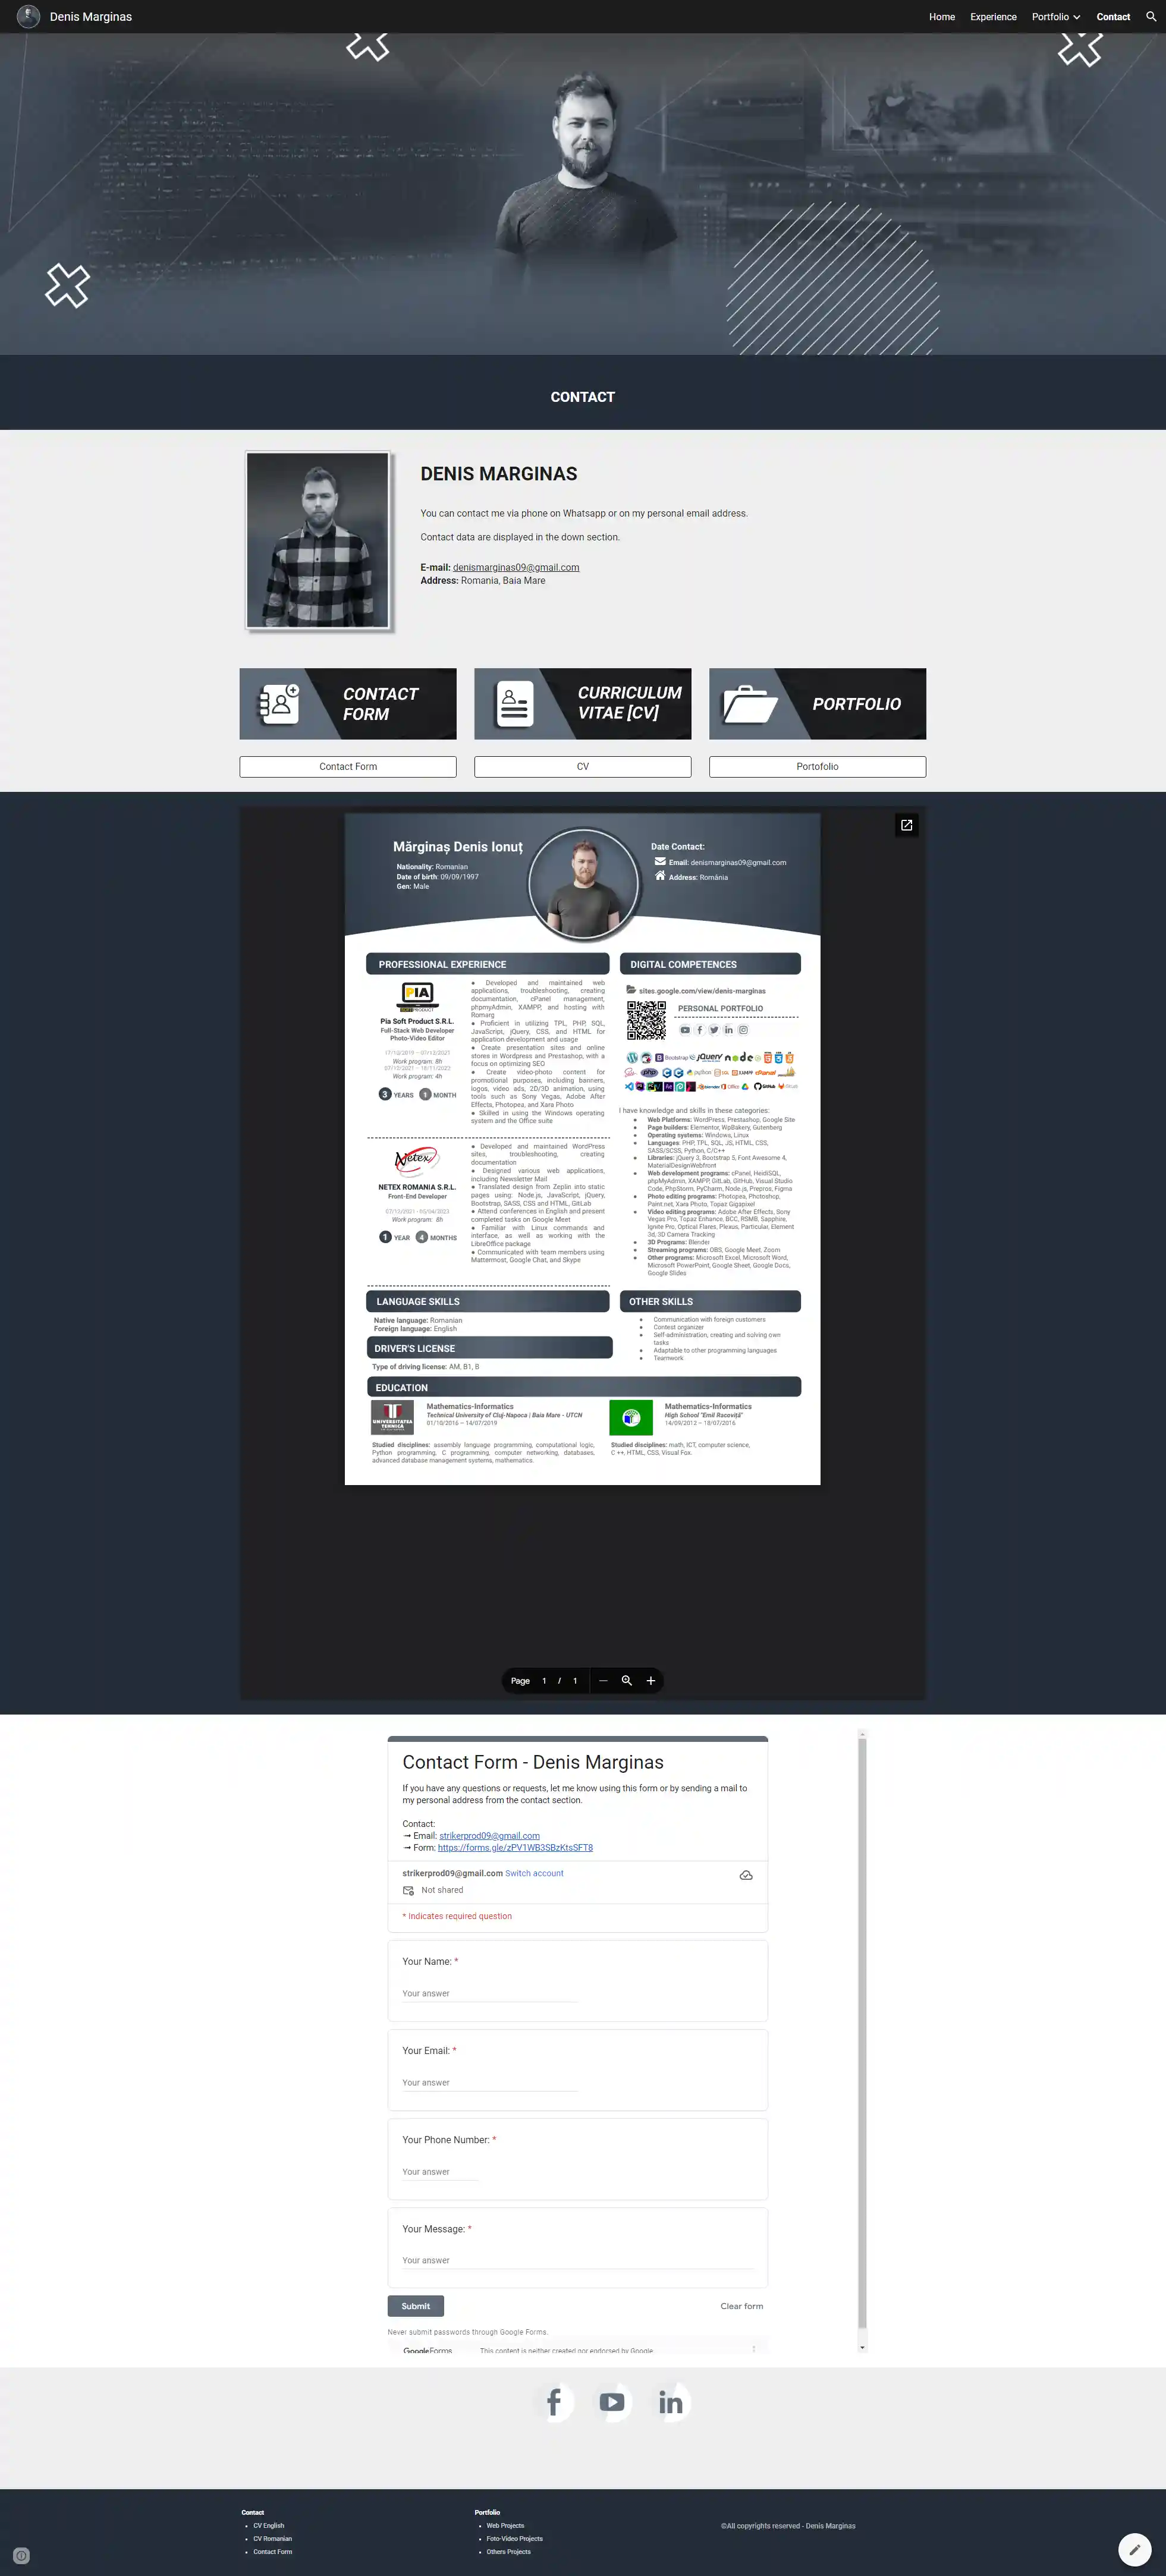 Denis Marginas
Home
Experience
Portfolio
Contact
CONTACT
DENIS MARGINAS
You can contact me via phone on Whatsapp or on my personal email address.
Contact data are displayed in the down section.
E-mail: denismarginas09@gmail.com
Address: Romania, Baia Mare
CONTACT
FORM
CURRICULUM
VITAE [CV]
PORTFOLIO
Contact Form
CV
Portofolio
Mărginaș Denis Ionuț
Nationality: Romanian
Date of birth: 09/09/1997
Gen: Male
Date Contact:
Email: denismarginas09@gmail.com
Address: România
PROFESSIONAL EXPERIENCE
PIA
SOFT PRODUCT
Pia Soft Product S.R.L.
Full-Stack Web Developer
Photo-Video Editor
17/10/2019 – 07/12/2021
Work program: 8h
07/13/2021 - 18/11/2023
Work program: 4h
3 YEARS 1 MONTH
● Developed and maintained web
applications, troubleshooting, creating
documentation, cPanel management,
phpmyAdmin, XAMPP, and hosting with
Romarg
● Proficient in utilizing TPL, PHP, SQL,
JavaScript, jQuery, CSS, and HTML for
application development and usage
● Create presentation sites and online
stores in Wordpress and Prestashop, with a
focus on optimizing SEO
● Create video-photo content for
promotional purposes, including banners,
logos, video ads, 2D/3D animation, using
tools such as Sony Vegas, Adobe After
Effects, Photopea, and Xara Photo
● Skilled in using the Windows operating
system and the Office suite
Netex
NETEX ROMANIA S.R.L.
Front-End Developer
07/13/2021 - 03/04/2023
Work program: 8h
1 YEAR 4 MONTHS
● Developed and maintained WordPress
sites, troubleshooting, creating
documentation
● Designed various web applications,
including Newsletter Mail
● Translated design from Zeplin into static
pages using: Node.js, JavaScript, jQuery,
Bootstrap, SASS, CSS and HTML, GitLab
● Attend conferences in English and present
completed tasks on Google Meet
● Familiar with Linux commands and
interface, as well as working with the
LibreOffice package
● Communicated with team members using
Mattermost, Google Chat, and Skype
DIGITAL COMPETENCES
sites.google.com/view/denis-marginas
PERSONAL PORTFOLIO
Bootstrap jQuery node
Sass php python SQL XAMPP cPanel
blender Office GitHub GitLab
I have knowledge and skills in these categories:
● Web Platforms: WordPress. Prestashop, Google Site
● Page builders: Elementor, WpBakery, Gutenberg
● Operating systems: Windows, Linux
● Languages: PHP, TPL, SQL, JS, HTML, CSS,
SASS/SCSS, Python, C/C++
● Libraries: jQuery 3, Bootstrap 5, Font Awesome 4,
MaterialDesignWebfront
● Web development programs: cPanel, HeidiSQL,
phpMyAdmin, XAMPP, GitLab, GitHub, Visual Studio
Code, PhpStorm, PyCharm, Node.js, Prepros, Figma
● Photo editing programs: Photopia, Photoshop,
Paint.net, Xara Photo, Topaz Gigapixel
● Video editing programs: Adobe After Effects, Sony
Vegas Pro, Topaz Enhance, BCC, RSMB, Sapphire,
Ignite Pro, Optical Flares, Plexus, Particular, Element
3d, 3D Camera Tracking
● 3D Programs: Blender
● Streaming programs: OBS, Google Meet, Zoom
● Other programs: Microsoft Excel, Microsoft Word,
Microsoft PowerPoint, Google Sheet, Google Docs,
Google Slides
LANGUAGE SKILLS
Native language: Romanian
Foreign language: English
DRIVER'S LICENSE
Type of driving license: AM, B1, B
OTHER SKILLS
● Communication with foreign customers
● Contest organizer
● Self-administration, creating and solving own
tasks
● Adaptable to other programming languages
● Teamwork
EDUCATION
UNIVERSITATEA
TEHNICĂ
Mathematics-Informatics
Technical University of Cluj-Napoca | Baia Mare - UTCN
01/10/2016 – 14/07/2019
Studied disciplines: assembly language programming, computational logic,
Python programming, C programming, computer networking, databases,
advanced database management systems, mathematics.
Mathematics-Informatics
High School "Emil Racoviță"
14/09/2012 – 18/07/2016
Studied disciplines: math, ICT, computer science,
C ++, HTML, CSS, Visual Fox.
Page 1 / 1
Contact Form - Denis Marginas
If you have any questions or requests, let me know using this form or by sending a mail to
my personal address from the contact section.
Contact:
➞ Email: strikerprod09@gmail.com
➞ Form: https://forms.gle/zPV1WB3SBzKtsSFT8
strikerprod09@gmail.com Switch account
Not shared
* Indicates required question
Your Name: *
Your answer
Your Email: *
Your answer
Your Phone Number: *
Your answer
Your Message: *
Your answer
Submit
Clear form
Never submit passwords through Google Forms.
Google Forms
This content is neither created nor endorsed by Google.
Contact
• CV English
• CV Romanian
• Contact Form
Portfolio
• Web Projects
• Foto-Video Projects
• Others Projects
©All copyrights reserved - Denis Marginas